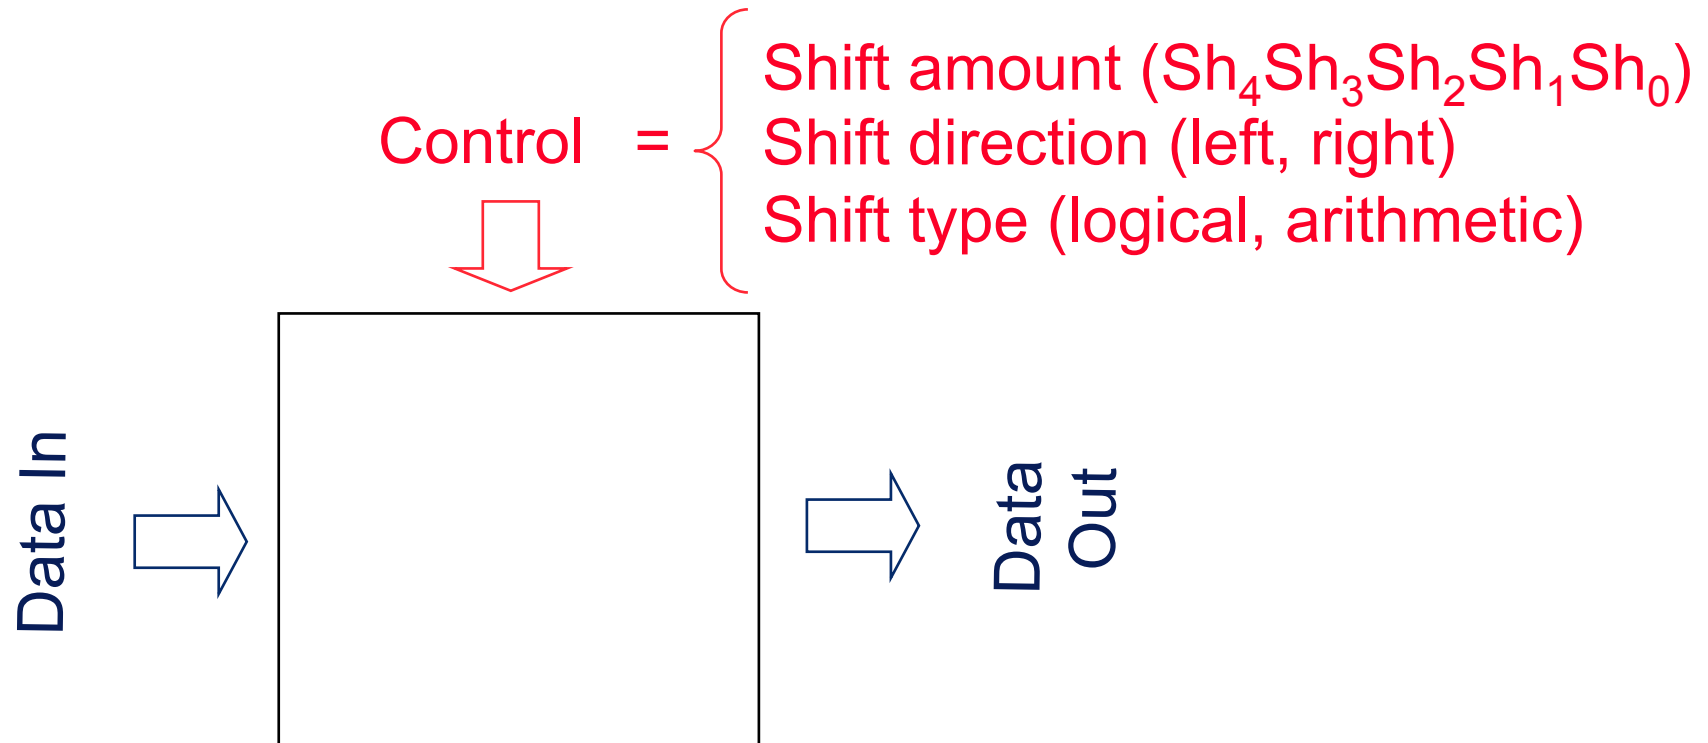 Shift amount (Sh₄Sh₃Sh₂Sh₁Sh₀)
Control = Shift direction (left, right)
Shift type (logical, arithmetic)
Data In
Data
Out